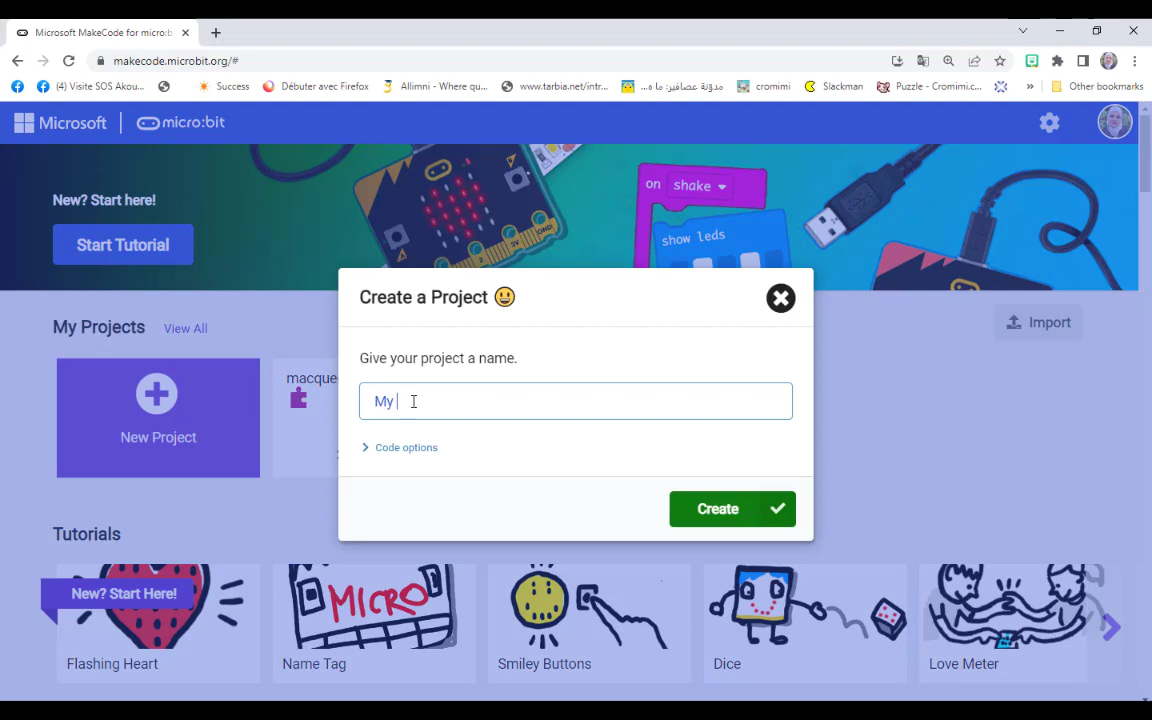 Microsoft MakeCode for micro:b
makecode.microbit.org/#
(4) Visite SOS Akou...
Success
Débuter avec Firefox
Allimni - Where qu...
www.tarbia.net/intr...
مدوّنة عصافير: ما ه...
cromimi
Slackman
Puzzle - Cromimi.c...
»
Other bookmarks
Microsoft
micro:bit
New? Start here!
Start Tutorial
on shake
show leds
Create a Project
My Projects
View All
Import
Give your project a name.
macque
My
New Project
Code options
Create
Tutorials
New? Start Here!
MICRO
Flashing Heart
Name Tag
Smiley Buttons
Dice
Love Meter